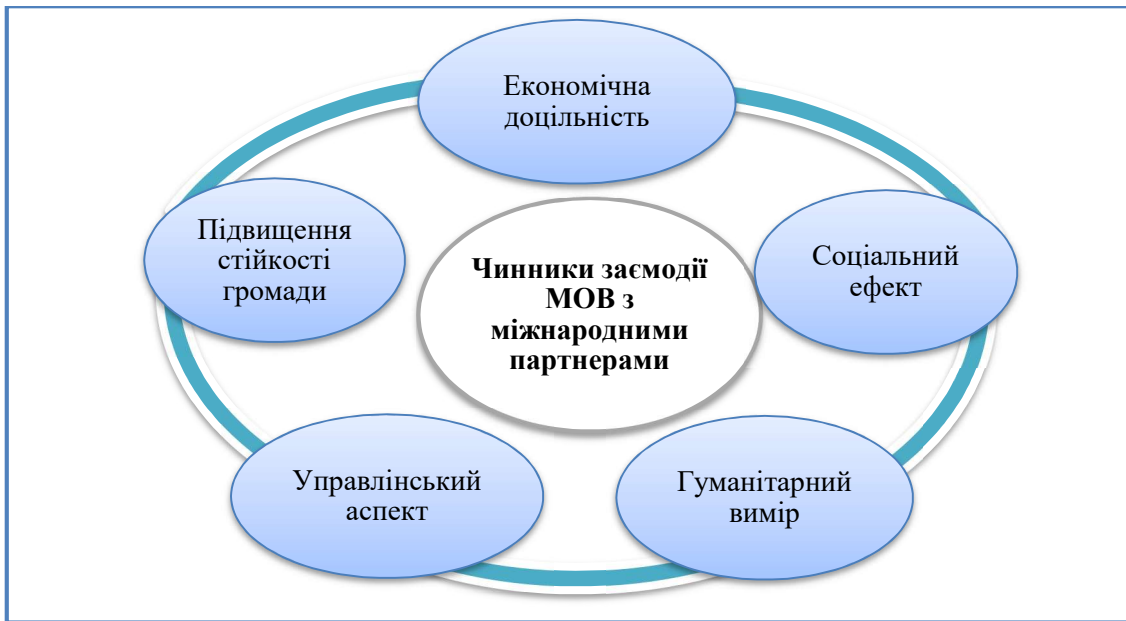 Економічна
доцільність
Підвищення
стійкості
громади
Чинники заємодії
МОВ з
міжнародними
партнерами
Соціальний
ефект
Управлінський
аспект
Гуманітарний
вимір